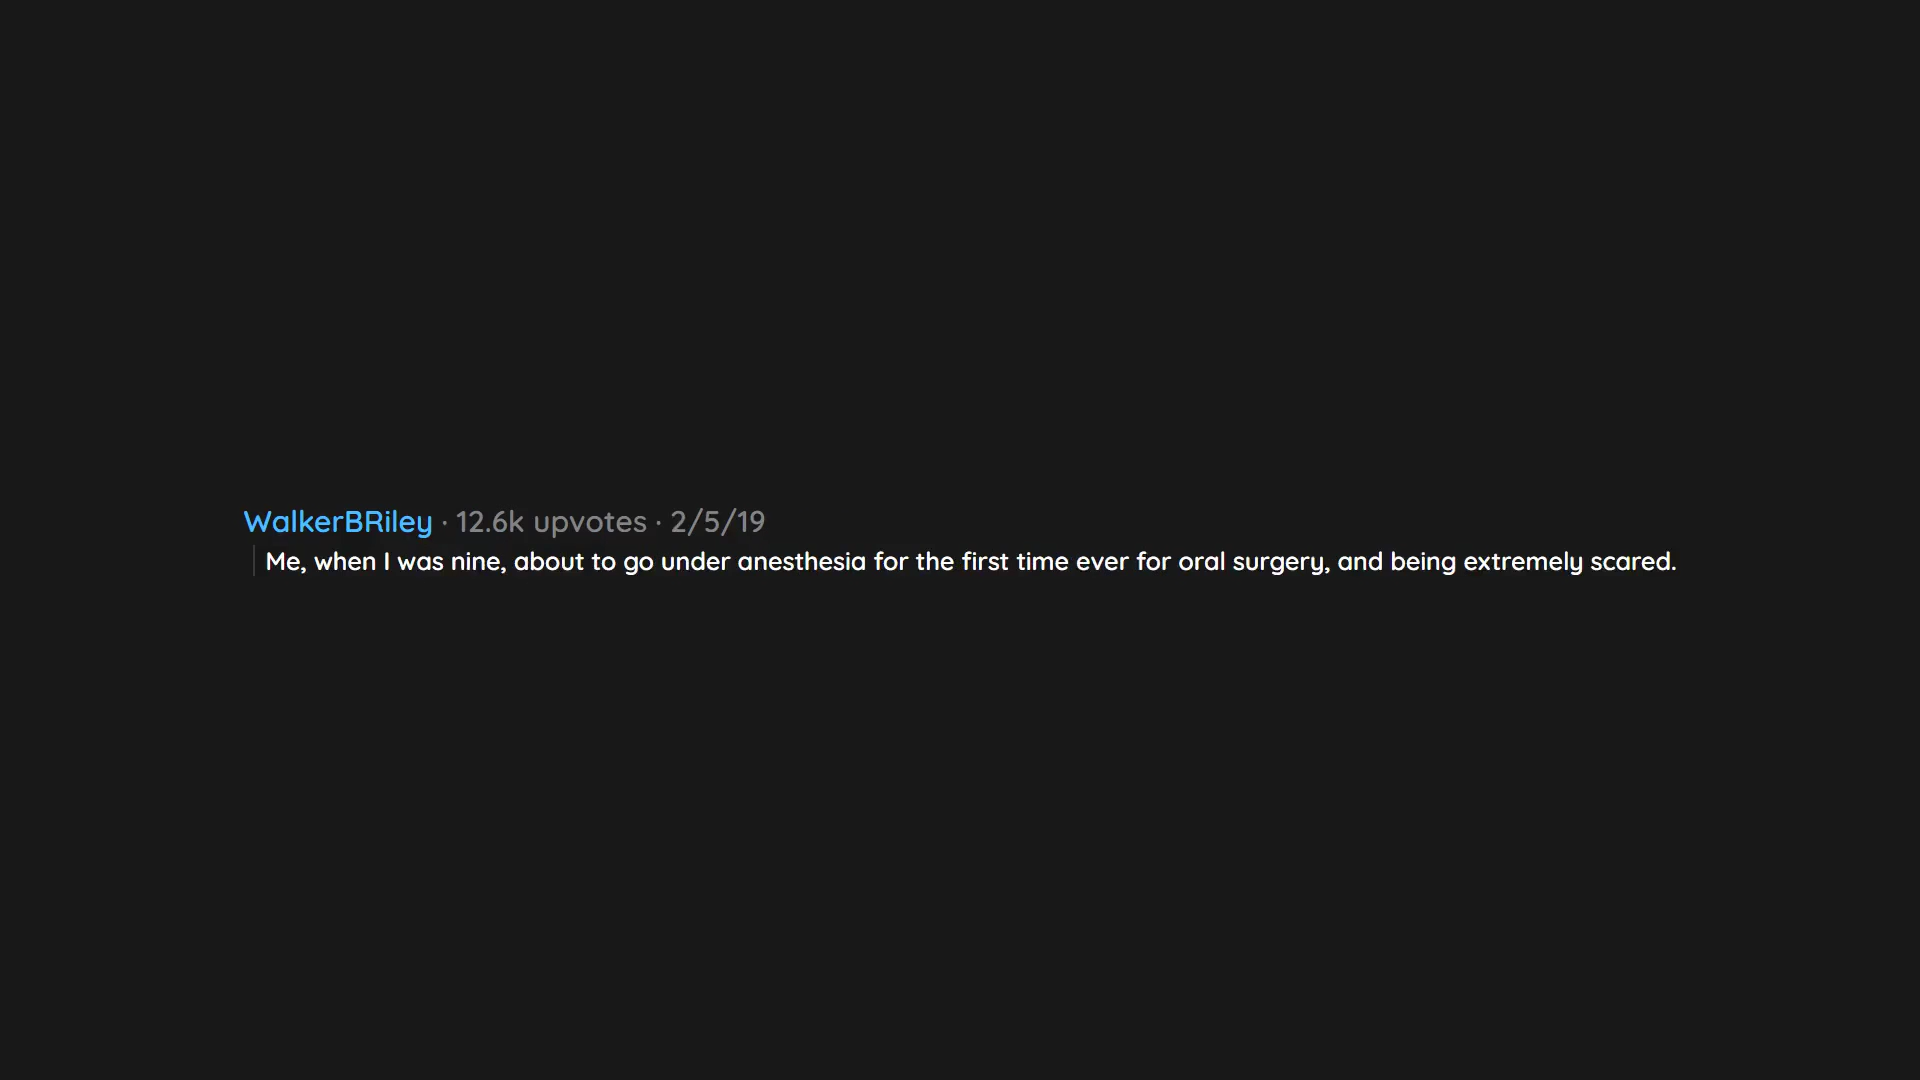 WalkerBRiley · 12.6k upvotes · 2/5/19
Me, when I was nine, about to go under anesthesia for the first time ever for oral surgery, and being extremely scared.